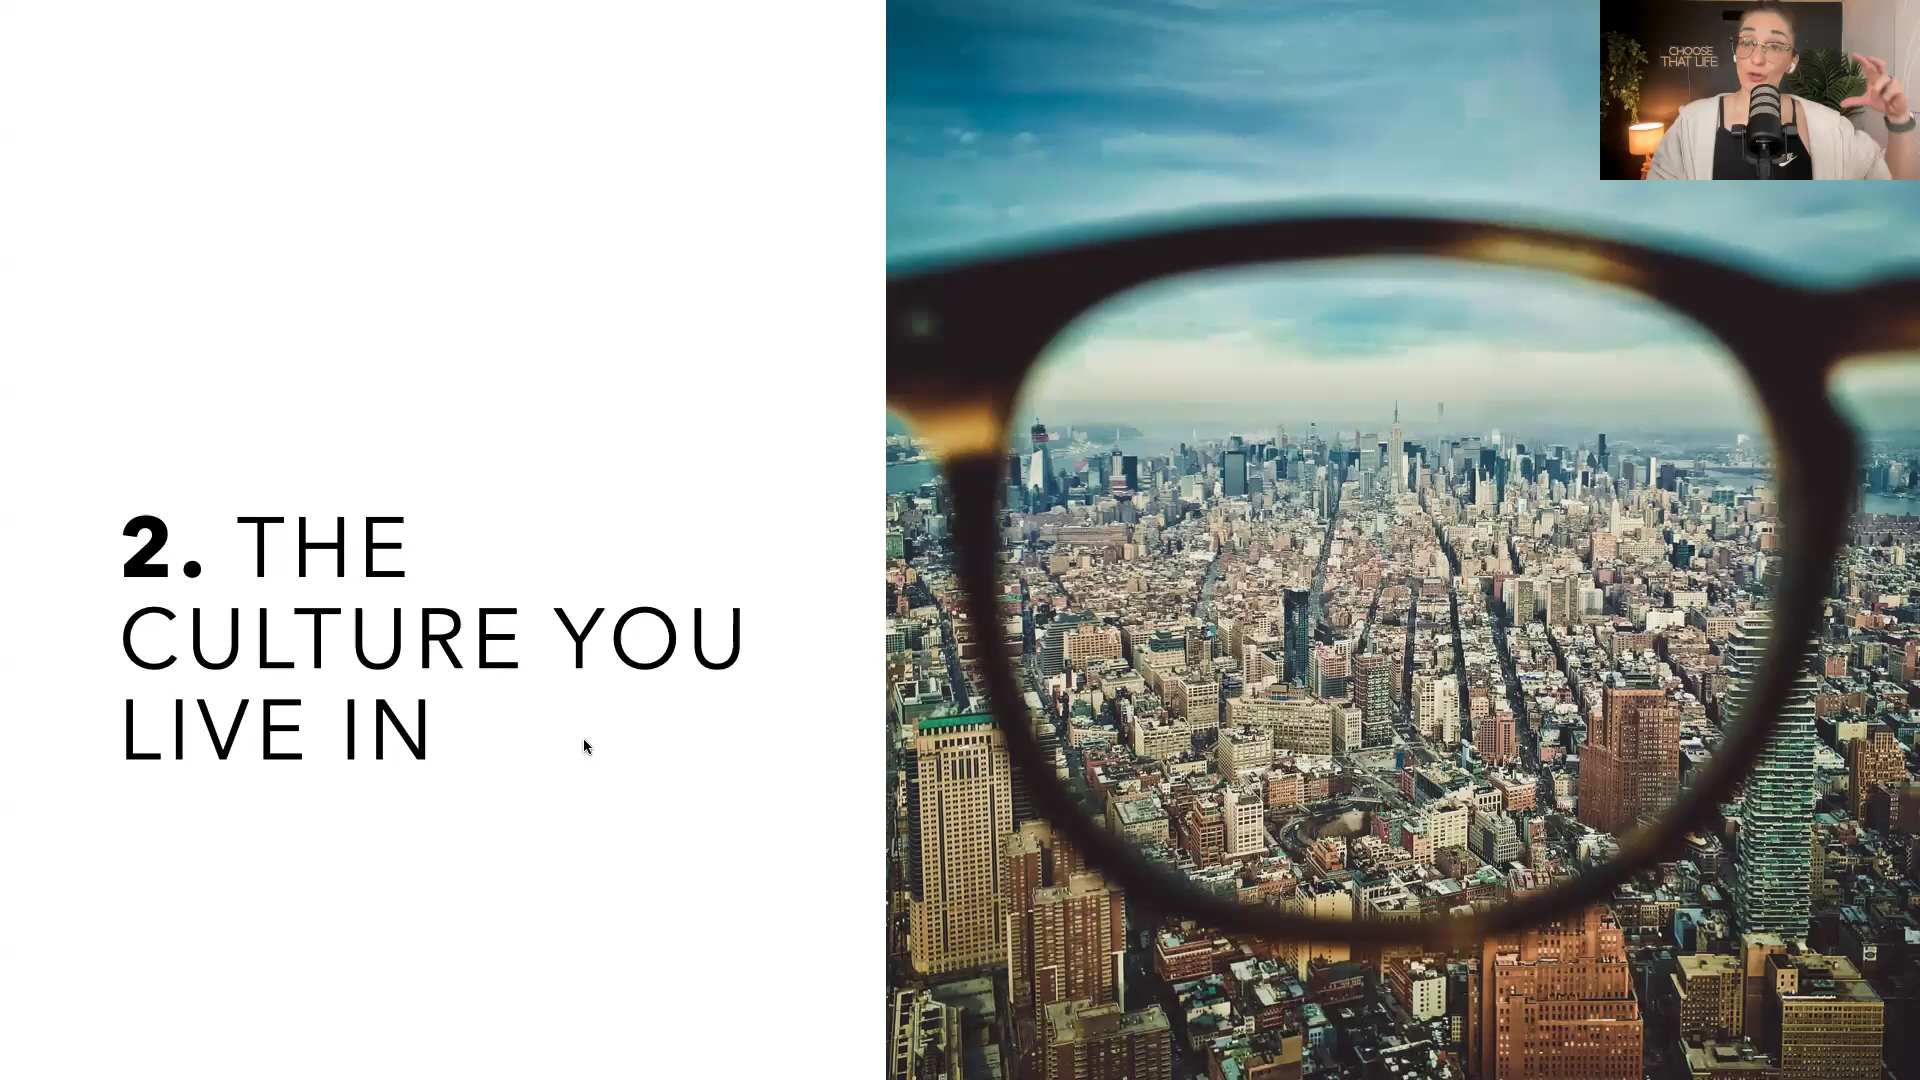 2. THE
CULTURE YOU
LIVE IN
CHOOSE
THAT LIFE